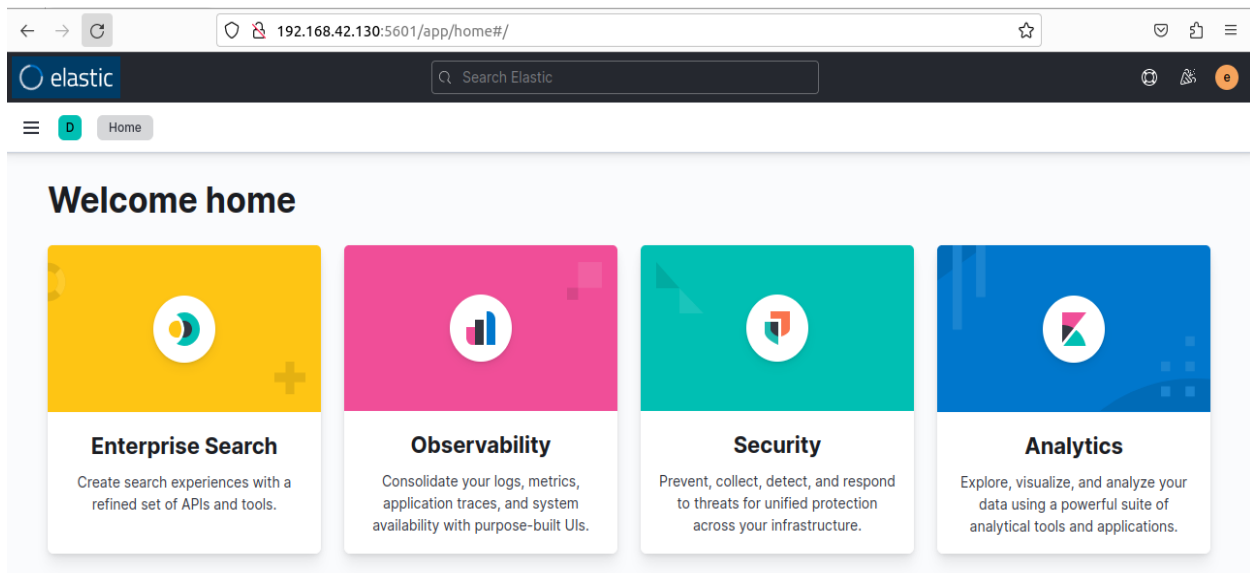 192.168.42.130:5601/app/home#/
elastic
Search Elastic
e
D
Home
Welcome home
Enterprise Search
Create search experiences with a
refined set of APIs and tools.
Observability
Consolidate your logs, metrics,
application traces, and system
availability with purpose-built UIs.
Security
Prevent, collect, detect, and respond
to threats for unified protection
across your infrastructure.
Analytics
Explore, visualize, and analyze your
data using a powerful suite of
analytical tools and applications.